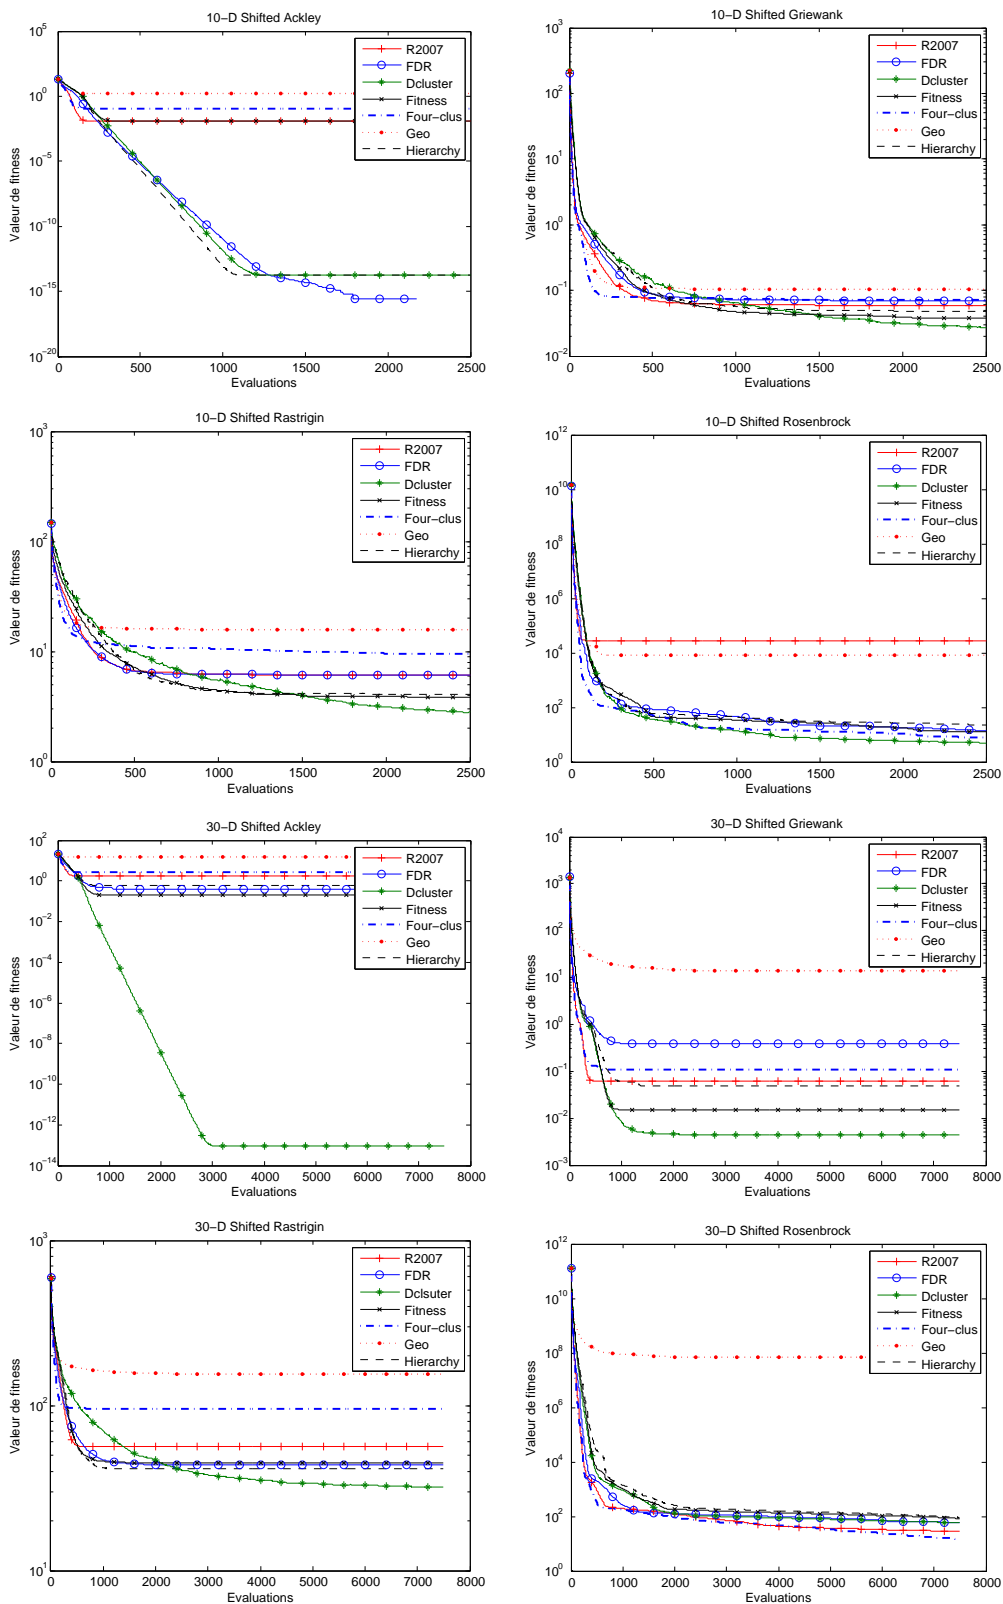 10−D Shifted Ackley
Valeur de fitness
10^5
10^0
10^−5
10^−10
10^−15
10^−20
0 500 1000 1500 2000 2500
Evaluations
R2007
FDR
Dcluster
Fitness
Four−clus
Geo
Hierarchy
10−D Shifted Griewank
Valeur de fitness
10^2
10^1
10^0
10^−1
10^−2
0 500 1000 1500 2000 2500
Evaluations
R2007
FDR
Dcluster
Fitness
Four−clus
Geo
Hierarchy
10−D Shifted Rastrigin
Valeur de fitness
10^3
10^2
10^1
10^0
0 500 1000 1500 2000 2500
Evaluations
R2007
FDR
Dcluster
Fitness
Four−clus
Geo
Hierarchy
10−D Shifted Rosenbrock
Valeur de fitness
10^12
10^10
10^8
10^6
10^4
10^2
10^0
0 500 1000 1500 2000 2500
Evaluations
R2007
FDR
Dcluster
Fitness
Four−clus
Geo
Hierarchy
30−D Shifted Ackley
Valeur de fitness
10^2
10^0
10^−2
10^−4
10^−6
10^−8
10^−10
10^−12
10^−14
0 1000 2000 3000 4000 5000 6000 7000 8000
Evaluations
R2007
FDR
Dcluster
Fitness
Four−clus
Geo
Hierarchy
30−D Shifted Griewank
Valeur de fitness
10^4
10^3
10^2
10^1
10^0
10^−1
10^−2
10^−3
0 1000 2000 3000 4000 5000 6000 7000 8000
Evaluations
R2007
FDR
Dcluster
Fitness
Four−clus
Geo
Hierarchy
30−D Shifted Rastrigin
Valeur de fitness
10^3
10^2
10^1
0 1000 2000 3000 4000 5000 6000 7000 8000
Evaluations
R2007
FDR
Dclsuter
Fitness
Four−clus
Geo
Hierarchy
30−D Shifted Rosenbrock
Valeur de fitness
10^12
10^10
10^8
10^6
10^4
10^2
10^0
0 1000 2000 3000 4000 5000 6000 7000 8000
Evaluations
R2007
FDR
Dcluster
Fitness
Four−clus
Geo
Hierarchy